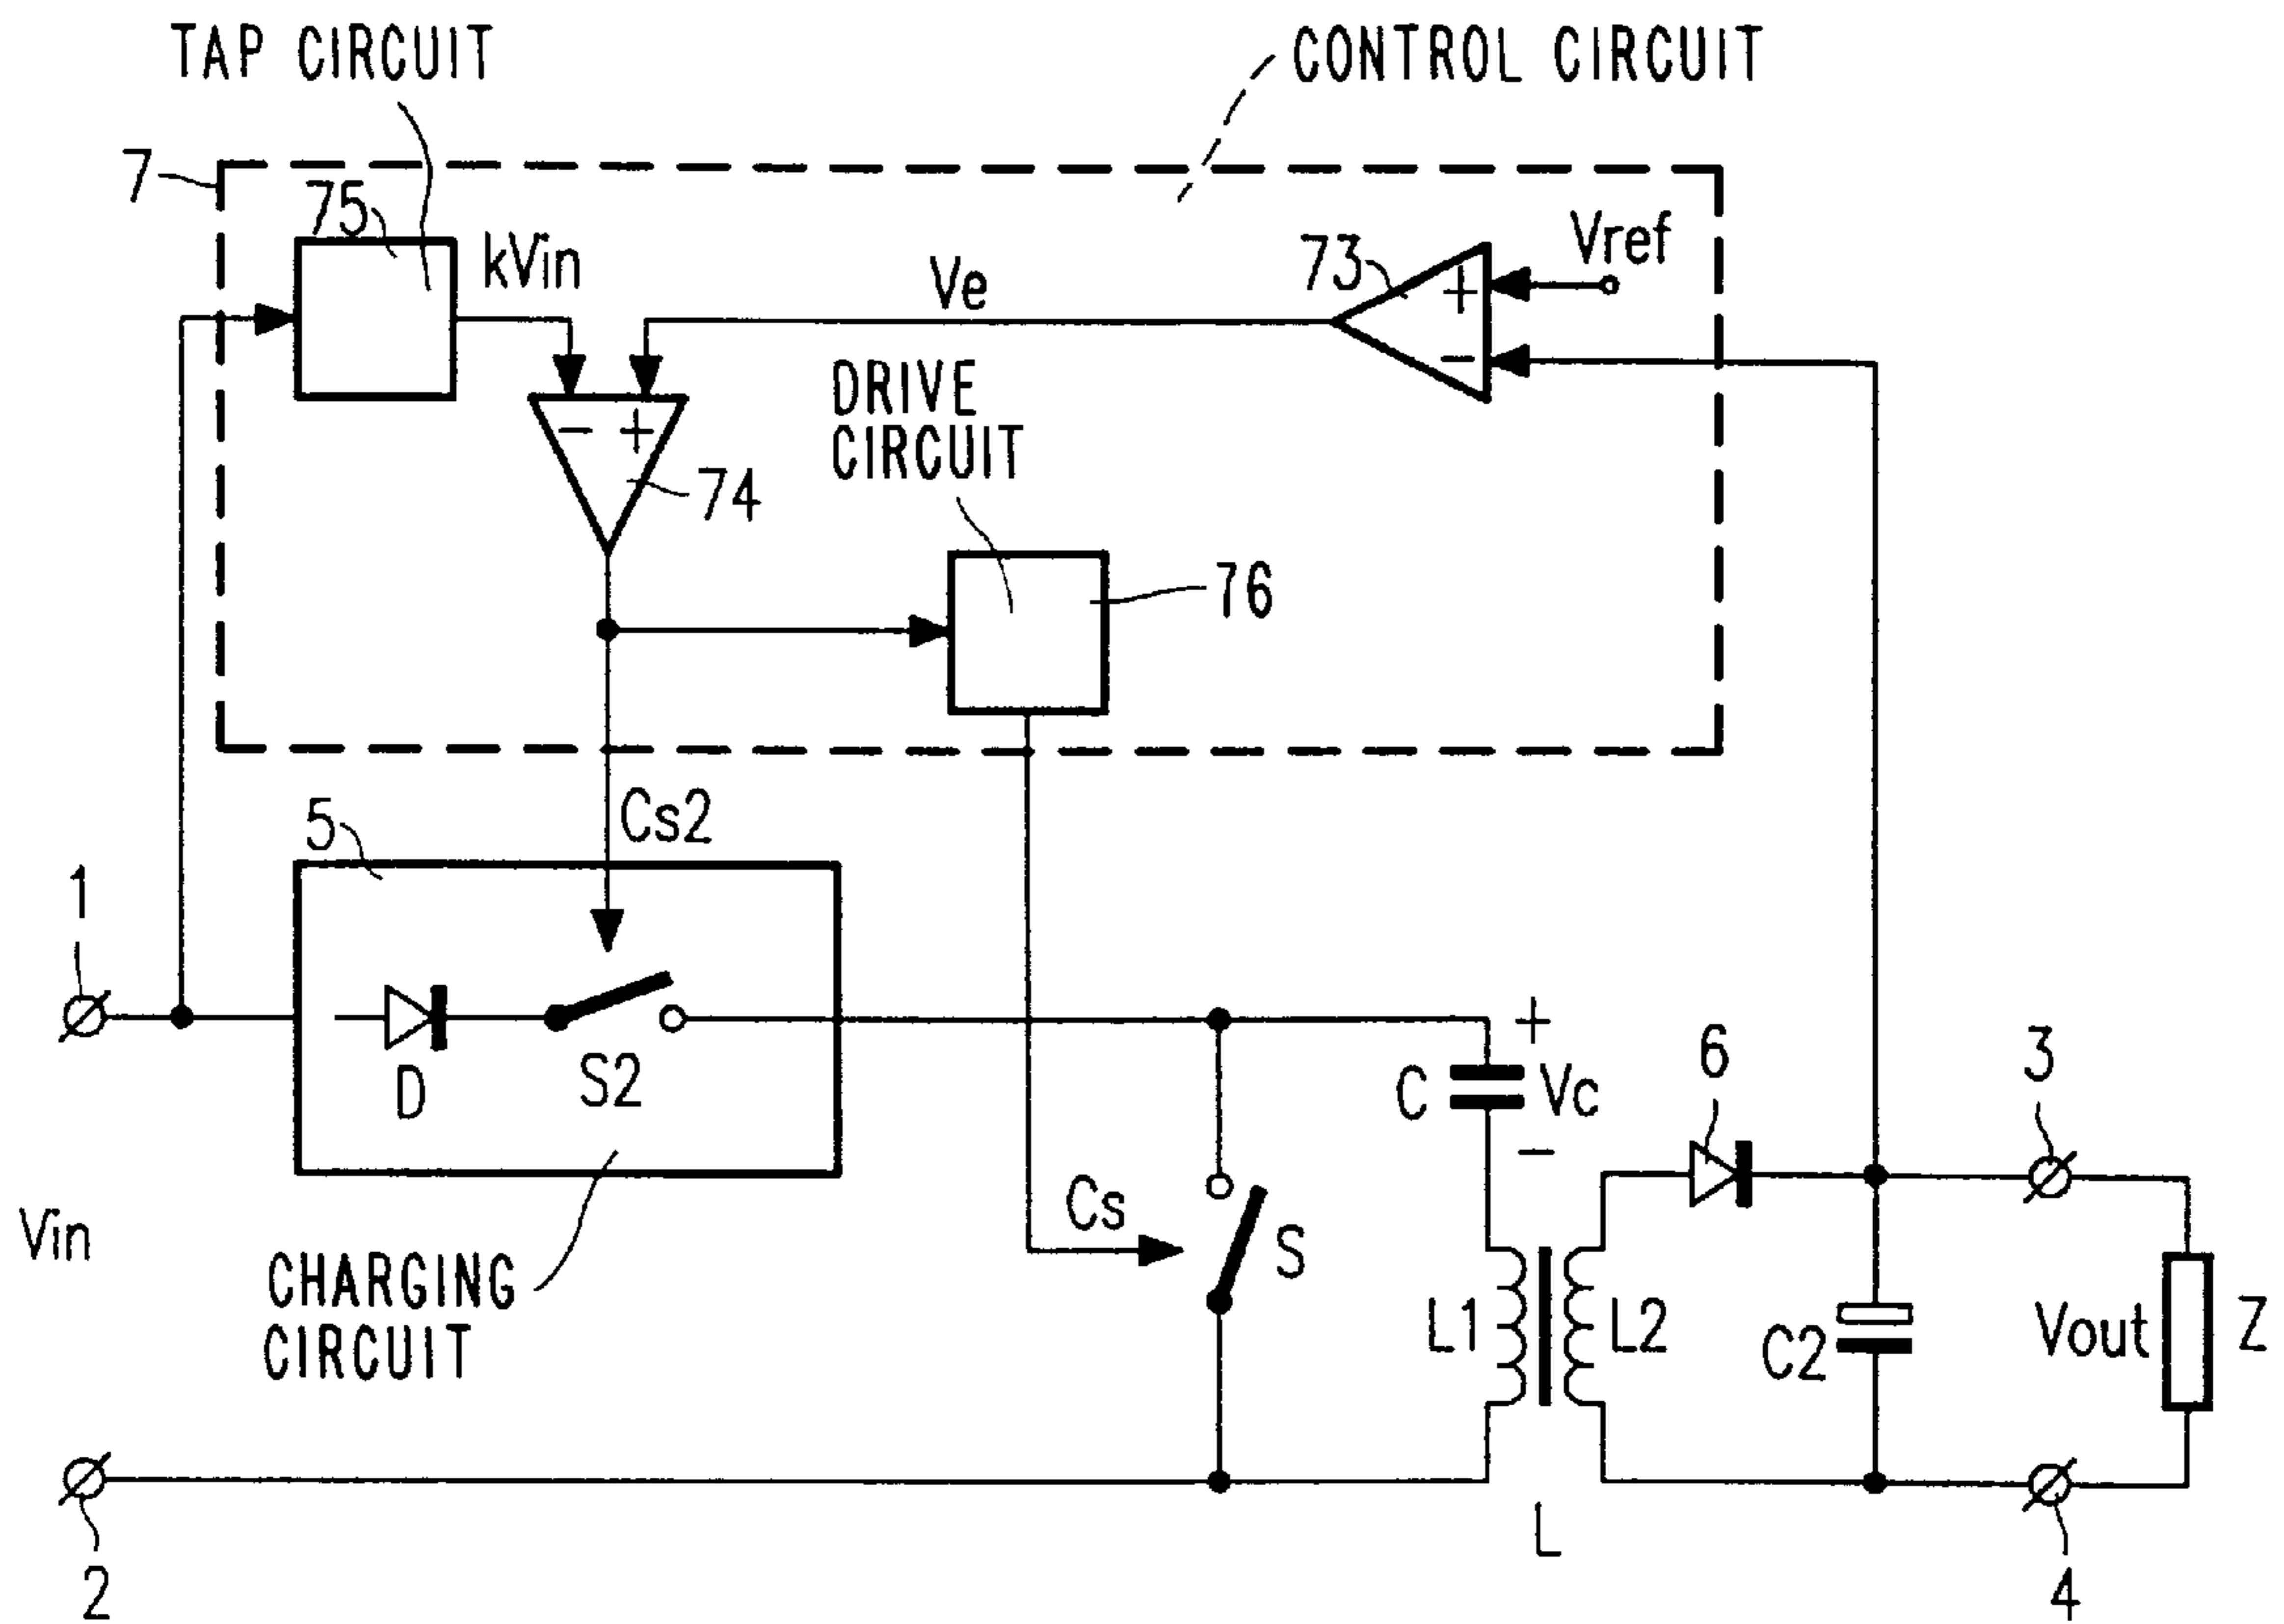 TAP CIRCUIT
CONTROL CIRCUIT
7
75
kVin
Ve
73
Vref
+
−
− +
DRIVE
CIRCUIT
74
76
Cs2
5
1
D
S2
+
C
Vc
−
6
3
Cs
S
Vin
CHARGING
CIRCUIT
L1
L2
C2
Vout
Z
L
2
4